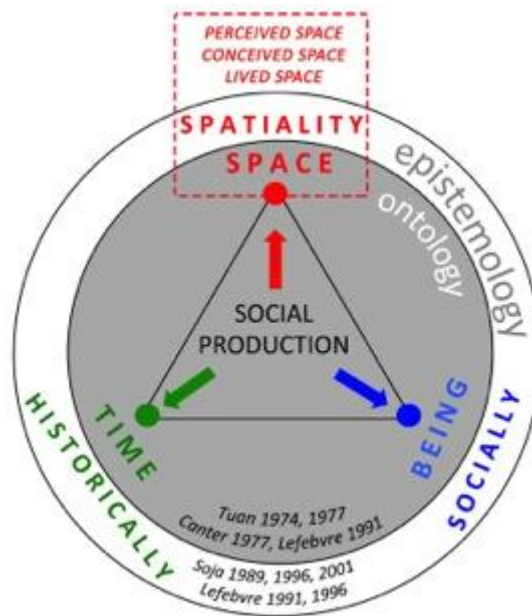 PERCEIVED SPACE
CONCEIVED SPACE
LIVED SPACE
SPATIALITY
SPACE
epistemology
ontology
SOCIAL
PRODUCTION
TIME
BEING
HISTORICALLY
SOCIALLY
Tuan 1974, 1977
Canter 1977, Lefebvre 1991
Soja 1989, 1996, 2001
Lefebvre 1991, 1996